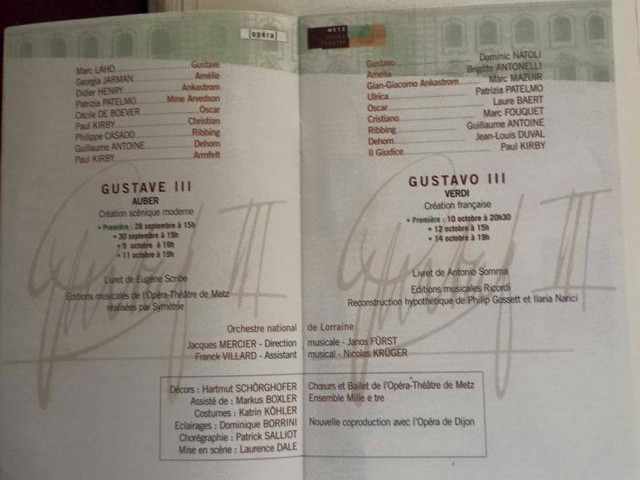 [opéra]
Marc LAHO Gustave
Georgia JARMAN Amélie
Didier HENRY Ankastrom
Patrizia PATELMO Mme Arvedson
Cécile DE BOEVER Oscar
Paul KIRBY Christian
Philippe CASADO Ribbing
Guillaume ANTOINE Dehorn
Paul KIRBY Armfelt
GUSTAVE III
AUBER
Création scénique moderne
• Première : 28 septembre à 15h
• 30 septembre à 19h
• 9 octobre à 19h
• 11 octobre à 19h
Livret de Eugène Scribe
Editions musicales de l'Opéra-Théâtre de Metz
réalisées par Symétrie
METZ
OPERA
THEATRE
Gustavo Dominic NATOLI
Amelia Brigitte ANTONELLI
Gian-Giacomo Ankastrom Marc MAZUIR
Ulrica Patrizia PATELMO
Oscar Laure BAERT
Cristiano Marc FOUQUET
Ribbing Guillaume ANTOINE
Dehorn Jean-Louis DUVAL
Il Giudice Paul KIRBY
GUSTAVO III
VERDI
Création française
• Première : 10 octobre à 20h30
• 12 octobre à 15h
• 14 octobre à 19h
Livret de Antonio Somma
Editions musicales Ricordi
Reconstruction hypothétique de Philip Gossett et Ilaria Narici
Orchestre national de Lorraine
Jacques MERCIER - Direction musicale - Janos FÜRST
Franck VILLARD - Assistant musical - Nicolas KRÜGER
Décors : Hartmut SCHÖRGHOFER
Assisté de : Markus BOXLER
Costumes : Katrin KÖHLER
Eclairages : Dominique BORRINI
Chorégraphie : Patrick SALLIOT
Mise en scène : Laurence DALE
Chœurs et Ballet de l'Opéra-Théâtre de Metz
Ensemble Mille e tre
Nouvelle coproduction avec l'Opéra de Dijon